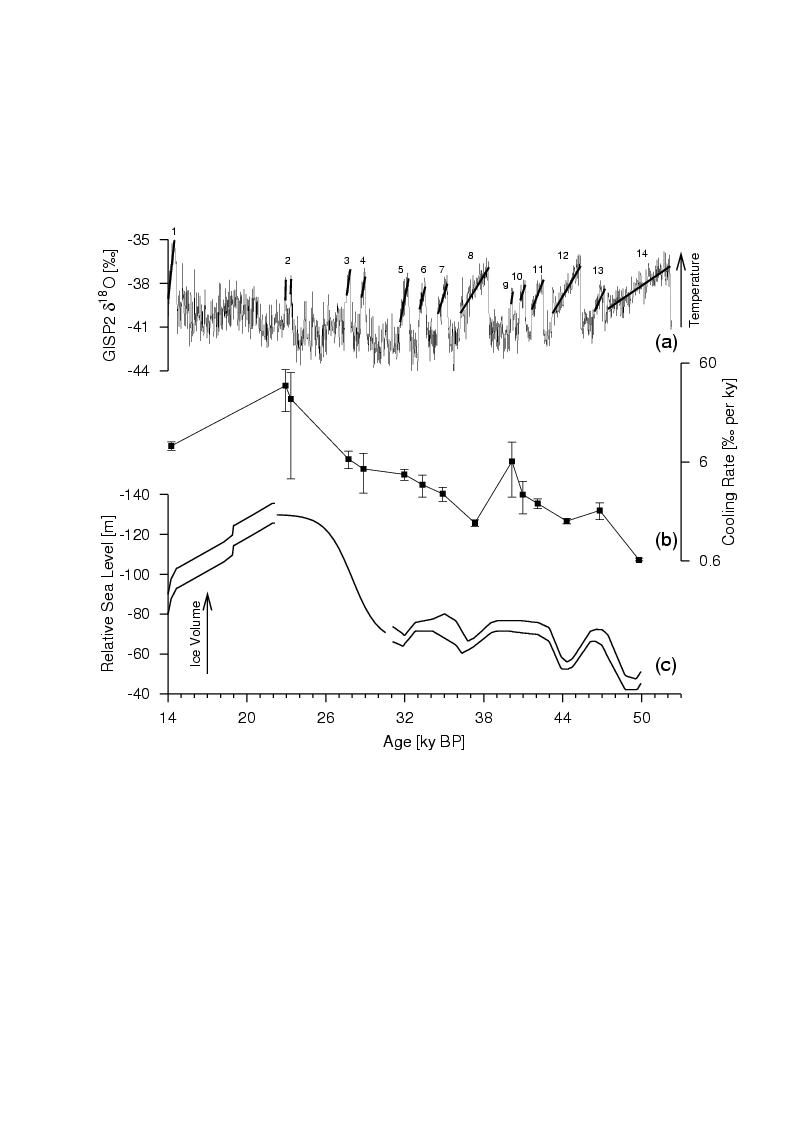 1
2
3
4
5
6
7
8
9
10
11
12
13
14
-35
-38
-41
-44
GISP2 δ18O [‰]
Temperature
(a)
60
6
0.6
Cooling Rate [‰ per ky]
(b)
-140
-120
-100
-80
-60
-40
Relative Sea Level [m]
Ice Volume
(c)
14 20 26 32 38 44 50
Age [ky BP]